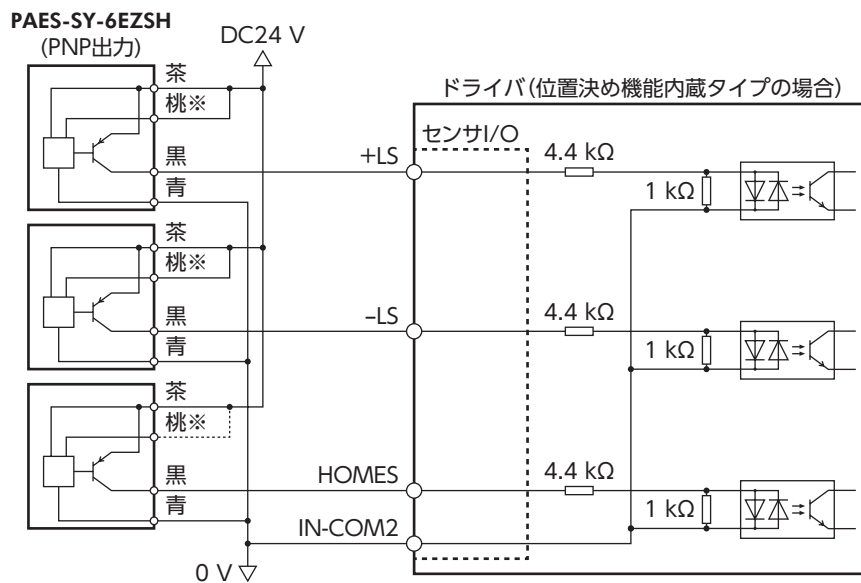 PAES-SY-6EZSH
(PNP出力)
DC24 V
茶
桃※
黒
青
茶
桃※
黒
青
茶
桃※
黒
青
0 V
ドライバ(位置決め機能内蔵タイプの場合)
センサI/O
+LS
4.4 kΩ
1 kΩ
–LS
4.4 kΩ
1 kΩ
HOMES
4.4 kΩ
1 kΩ
IN-COM2